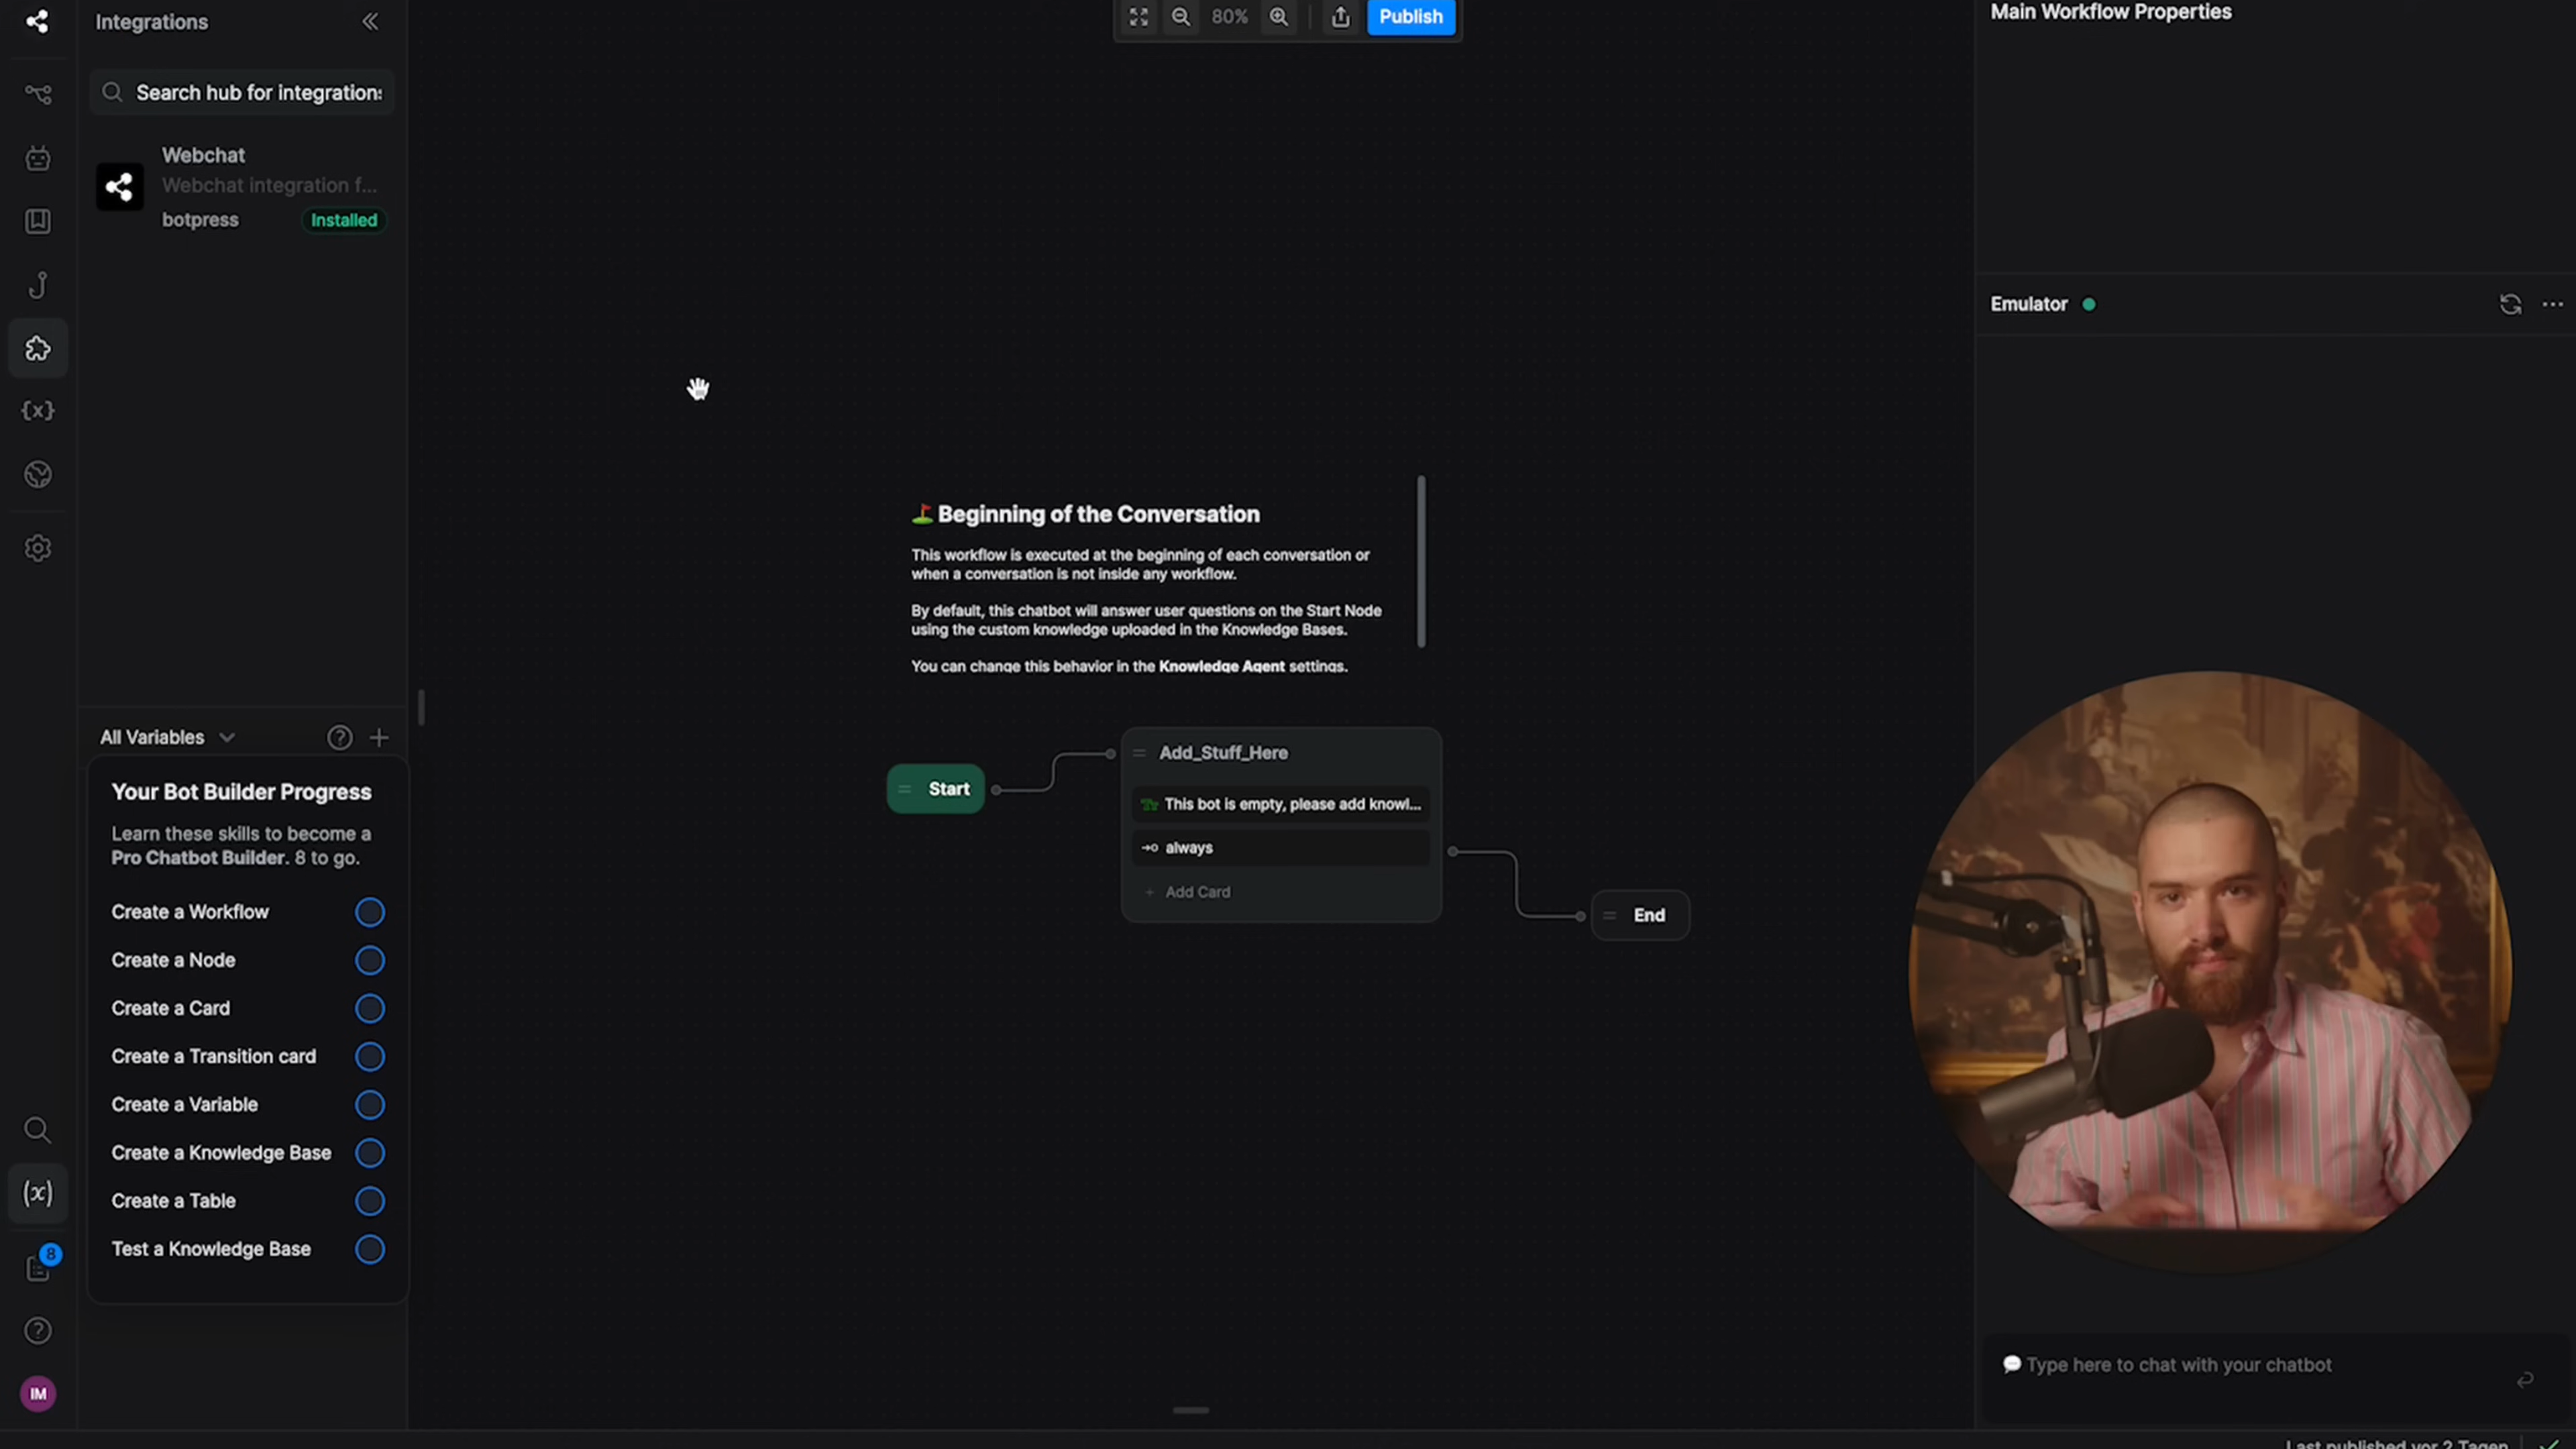 Integrations
Search hub for integrations
Webchat
Webchat integration f...
botpress
Installed
80%
Publish
Main Workflow Properties
Emulator
Beginning of the Conversation
This workflow is executed at the beginning of each conversation or
when a conversation is not inside any workflow.
By default, this chatbot will answer user questions on the Start Node
using the custom knowledge uploaded in the Knowledge Bases.
You can change this behavior in the Knowledge Agent settings.
Start
Add_Stuff_Here
This bot is empty, please add knowl...
always
+ Add Card
End
{x}
All Variables
Your Bot Builder Progress
Learn these skills to become a
Pro Chatbot Builder. 8 to go.
Create a Workflow
Create a Node
Create a Card
Create a Transition card
Create a Variable
Create a Knowledge Base
Create a Table
Test a Knowledge Base
(x)
8
IM
Type here to chat with your chatbot
Last published vor 2 Tagen